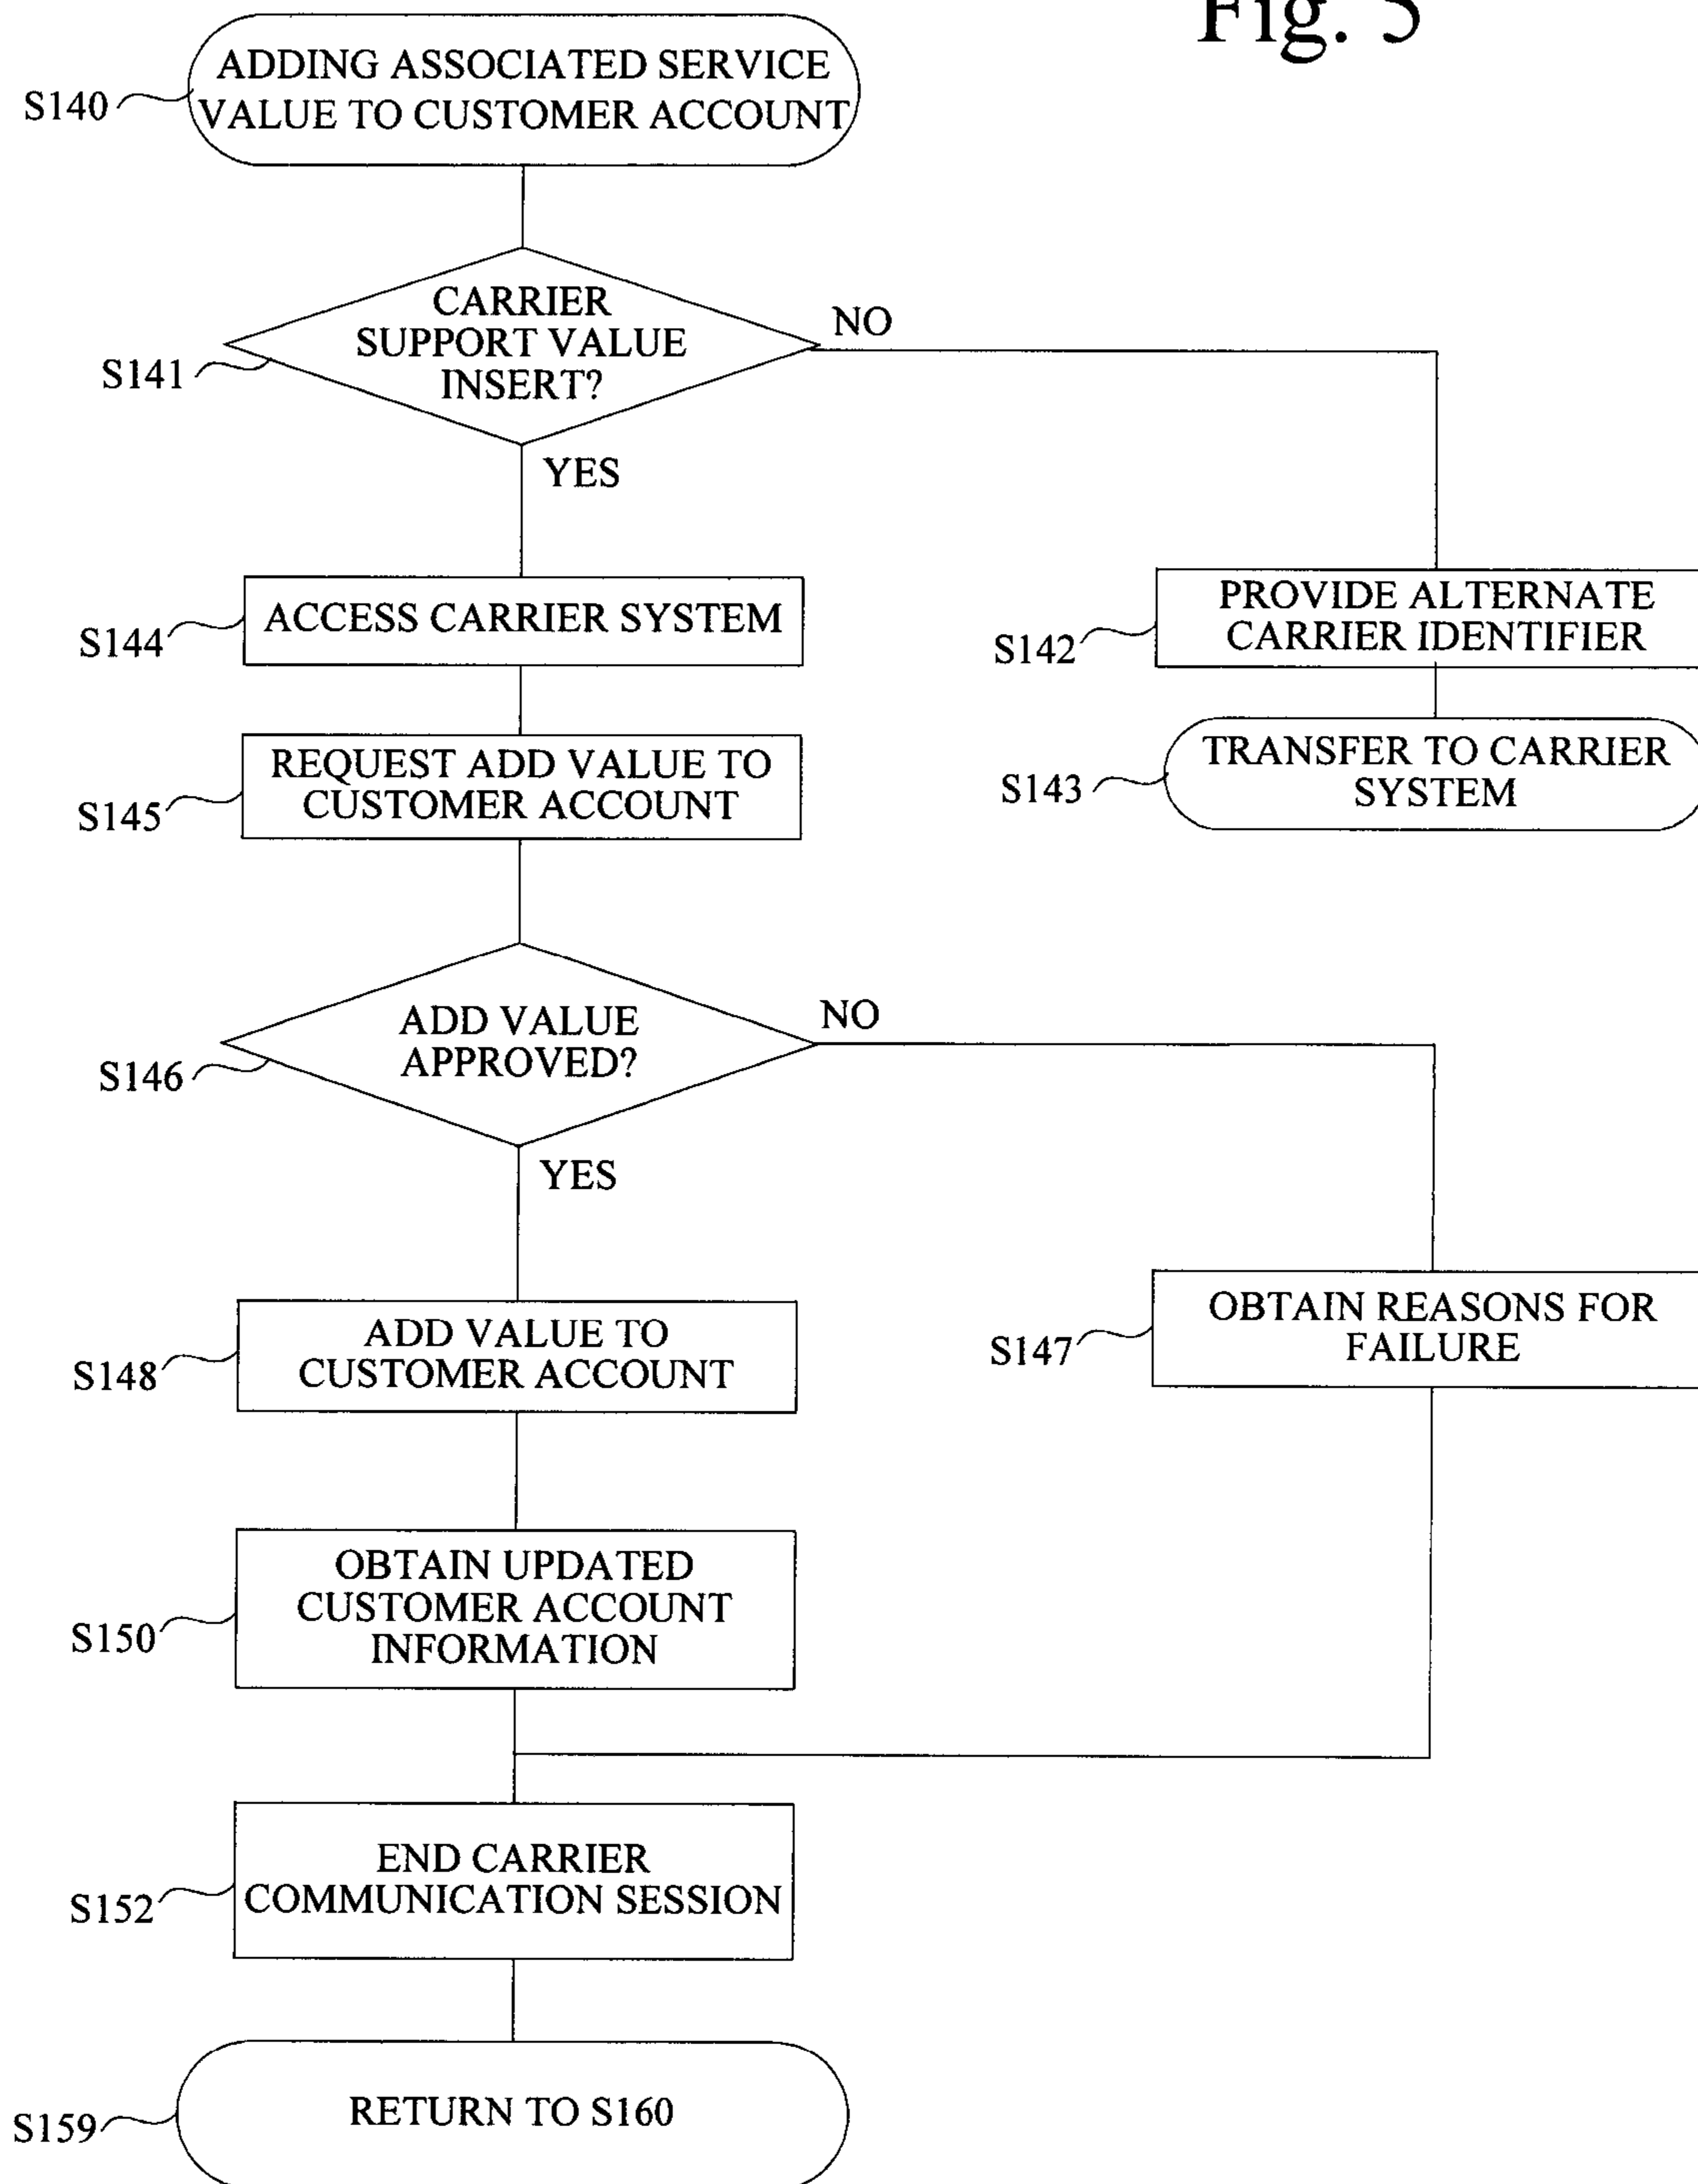 Fig. 5
ADDING ASSOCIATED SERVICE
VALUE TO CUSTOMER ACCOUNT
S140
CARRIER
SUPPORT VALUE
INSERT?
NO
S141
YES
ACCESS CARRIER SYSTEM
S144
PROVIDE ALTERNATE
CARRIER IDENTIFIER
S142
REQUEST ADD VALUE TO
CUSTOMER ACCOUNT
S145
TRANSFER TO CARRIER
SYSTEM
S143
ADD VALUE
APPROVED?
NO
S146
YES
ADD VALUE TO
CUSTOMER ACCOUNT
S148
OBTAIN REASONS FOR
FAILURE
S147
OBTAIN UPDATED
CUSTOMER ACCOUNT
INFORMATION
S150
END CARRIER
COMMUNICATION SESSION
S152
RETURN TO S160
S159